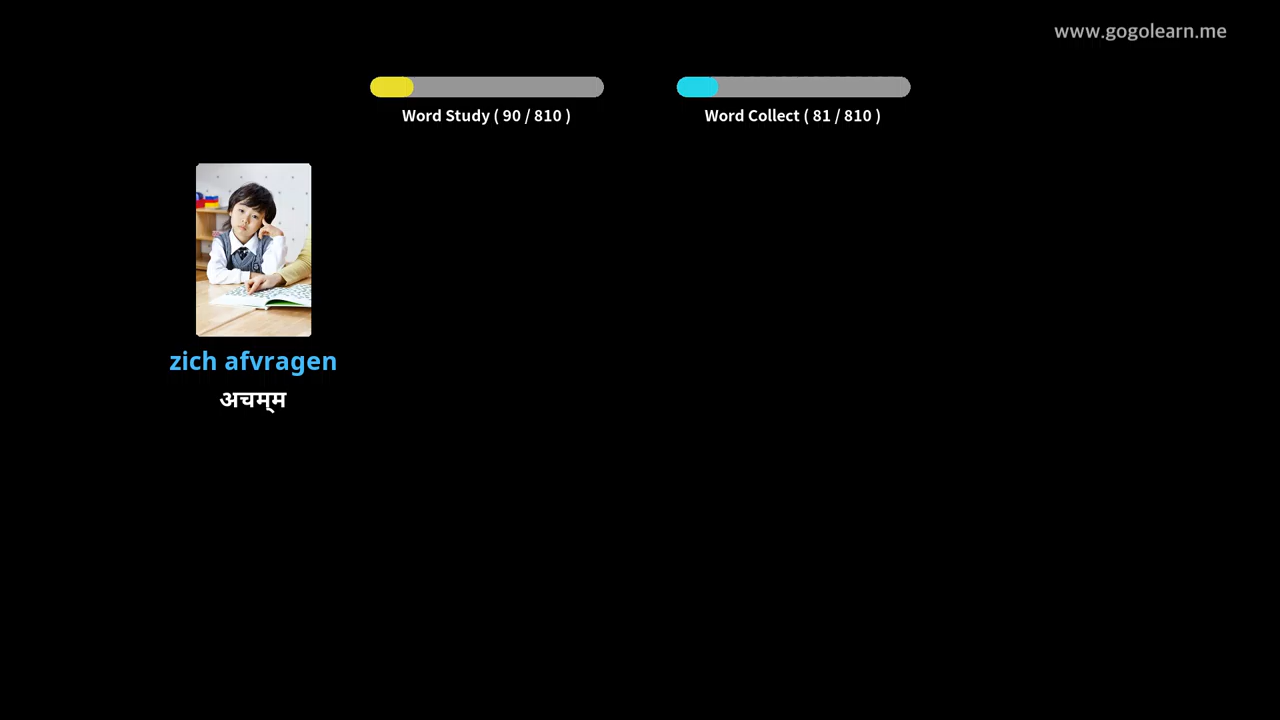 www.gogolearn.me
Word Study ( 90 / 810 )
Word Collect ( 81 / 810 )
zich afvragen
अचम्‌म